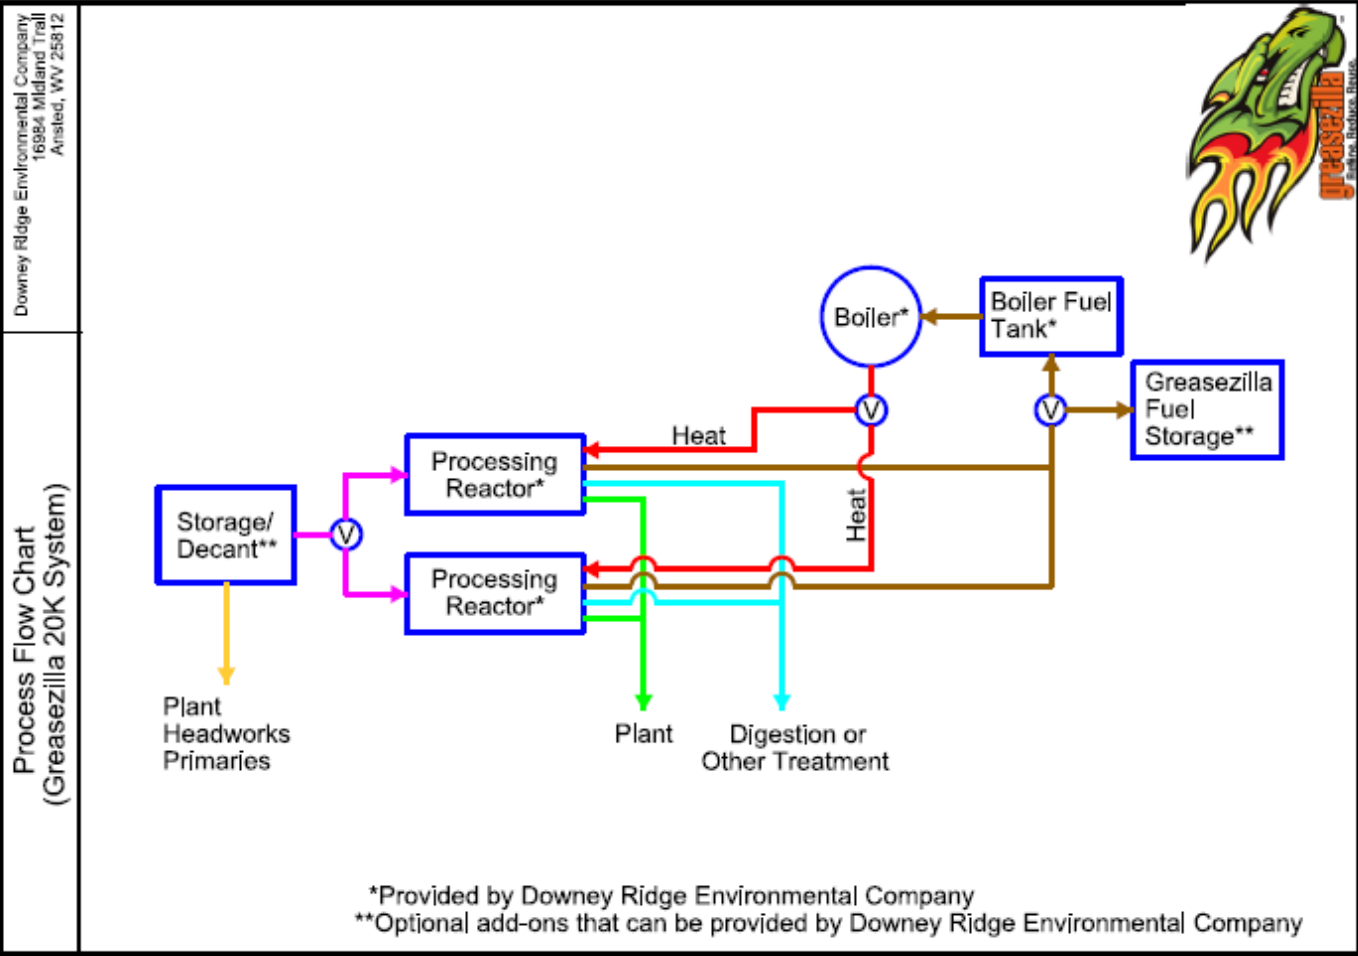 Downey Ridge Environmental Company
16984 Midland Trail
Ansted, WV 25812
Process Flow Chart
(Greasezilla 20K System)
greasezilla
Refine. Reduce. Reuse.
Boiler*
Boiler Fuel
Tank*
Greasezilla
Fuel
Storage**
V
V
Heat
Heat
Processing
Reactor*
Storage/
Decant**
V
Processing
Reactor*
Plant
Headworks
Primaries
Plant
Digestion or
Other Treatment
*Provided by Downey Ridge Environmental Company
**Optional add-ons that can be provided by Downey Ridge Environmental Company